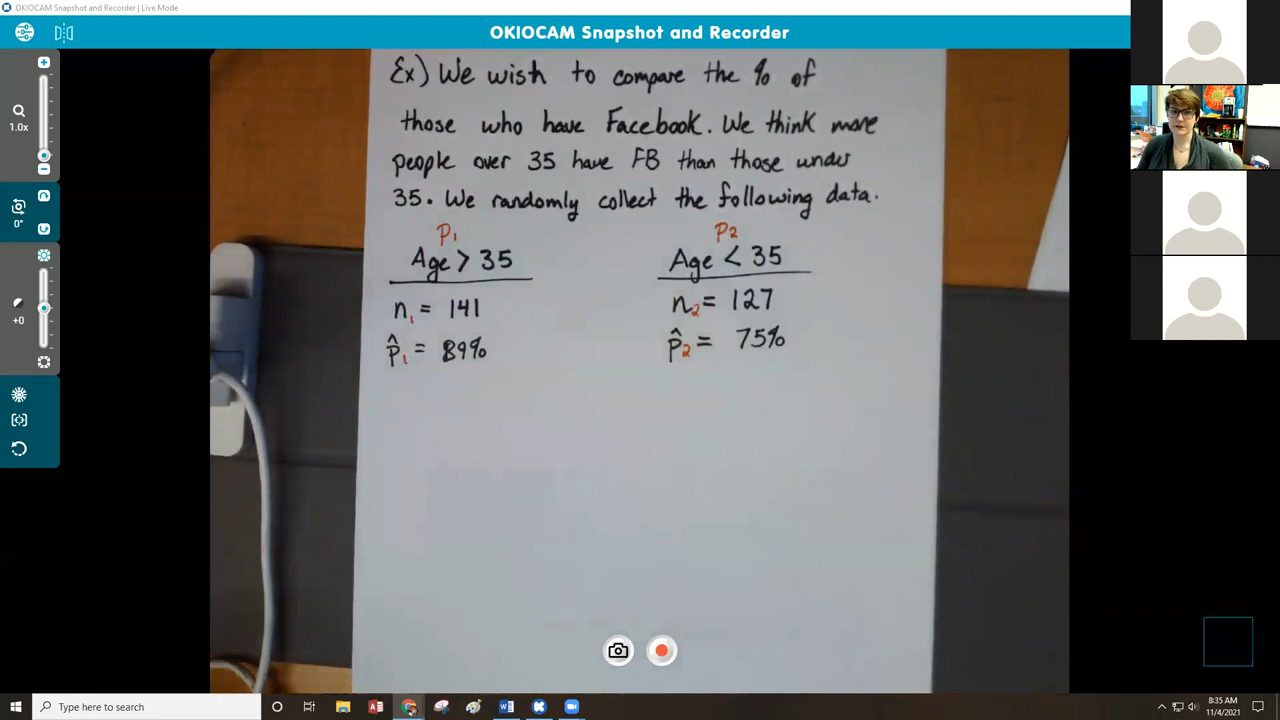 OKIOCAM Snapshot and Recorder | Live Mode
OKIOCAM Snapshot and Recorder
1.0x
0°
+0
Ex) We wish to compare the % of
those who have Facebook. We think more
people over 35 have FB than those under
35. We randomly collect the following data.
p1 p2
Age > 35 Age < 35
n1 = 141 n2 = 127
p̂1 = 89% p̂2 = 75%
Type here to search
8:35 AM
11/4/2021